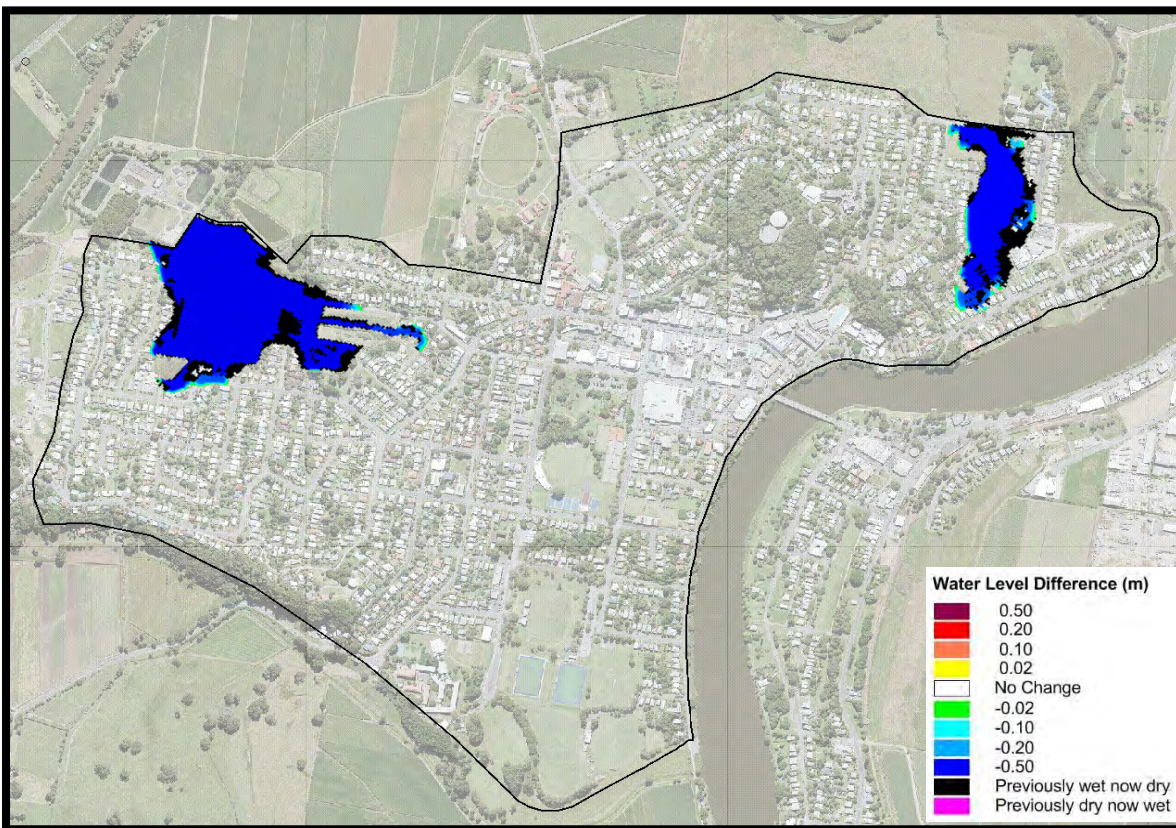 Water Level Difference (m)
0.50
0.20
0.10
0.02
No Change
-0.02
-0.10
-0.20
-0.50
Previously wet now dry
Previously dry now wet